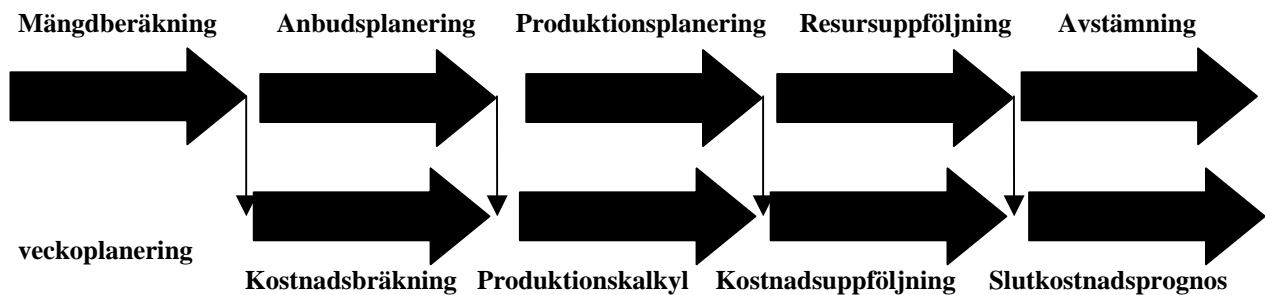 Mängdberäkning Anbudsplanering Produktionsplanering Resursuppföljning Avstämning
veckoplanering
Kostnadsbräkning Produktionskalkyl Kostnadsuppföljning Slutkostnadsprognos